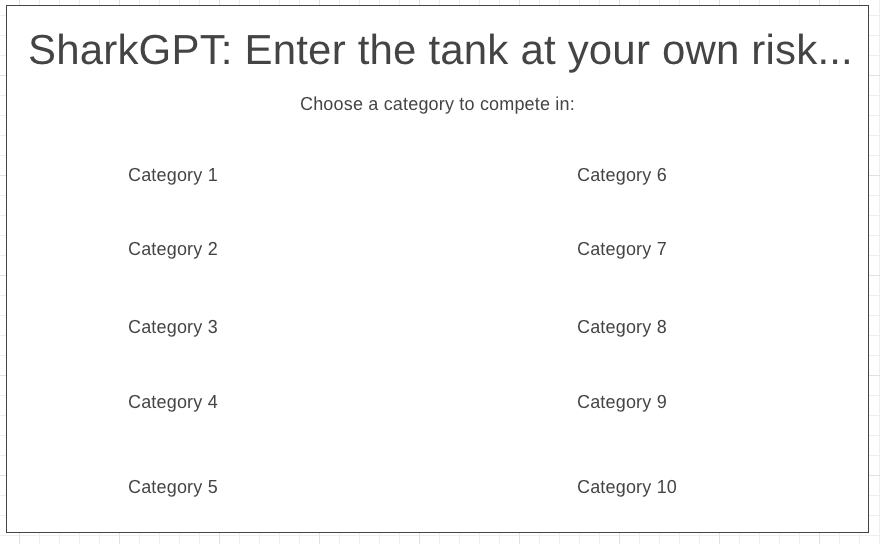 SharkGPT: Enter the tank at your own risk...
Choose a category to compete in:
Category 1
Category 6
Category 2
Category 7
Category 3
Category 8
Category 4
Category 9
Category 5
Category 10